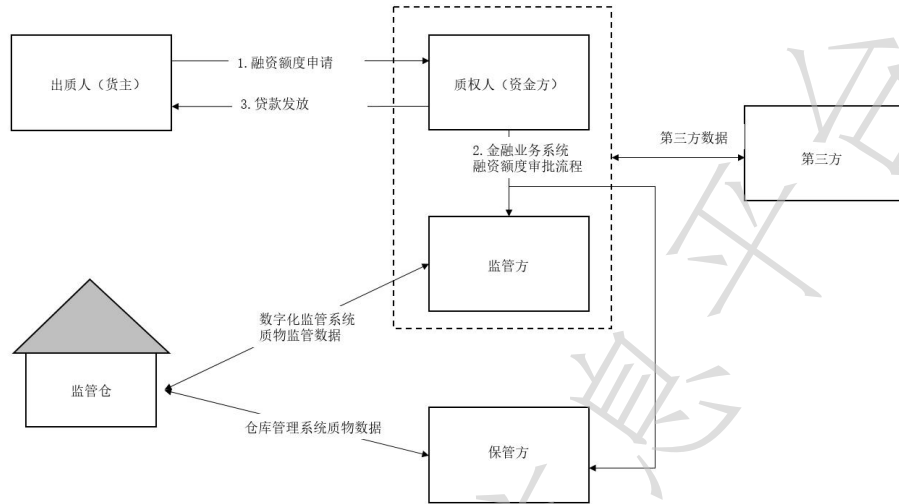 出质人（货主）
1.融资额度申请
3.贷款发放
质权人（资金方）
2.金融业务系统
融资额度审批流程
第三方数据
第三方
监管方
数字化监管系统
质物监管数据
监管仓
仓库管理系统质物数据
保管方
息平台